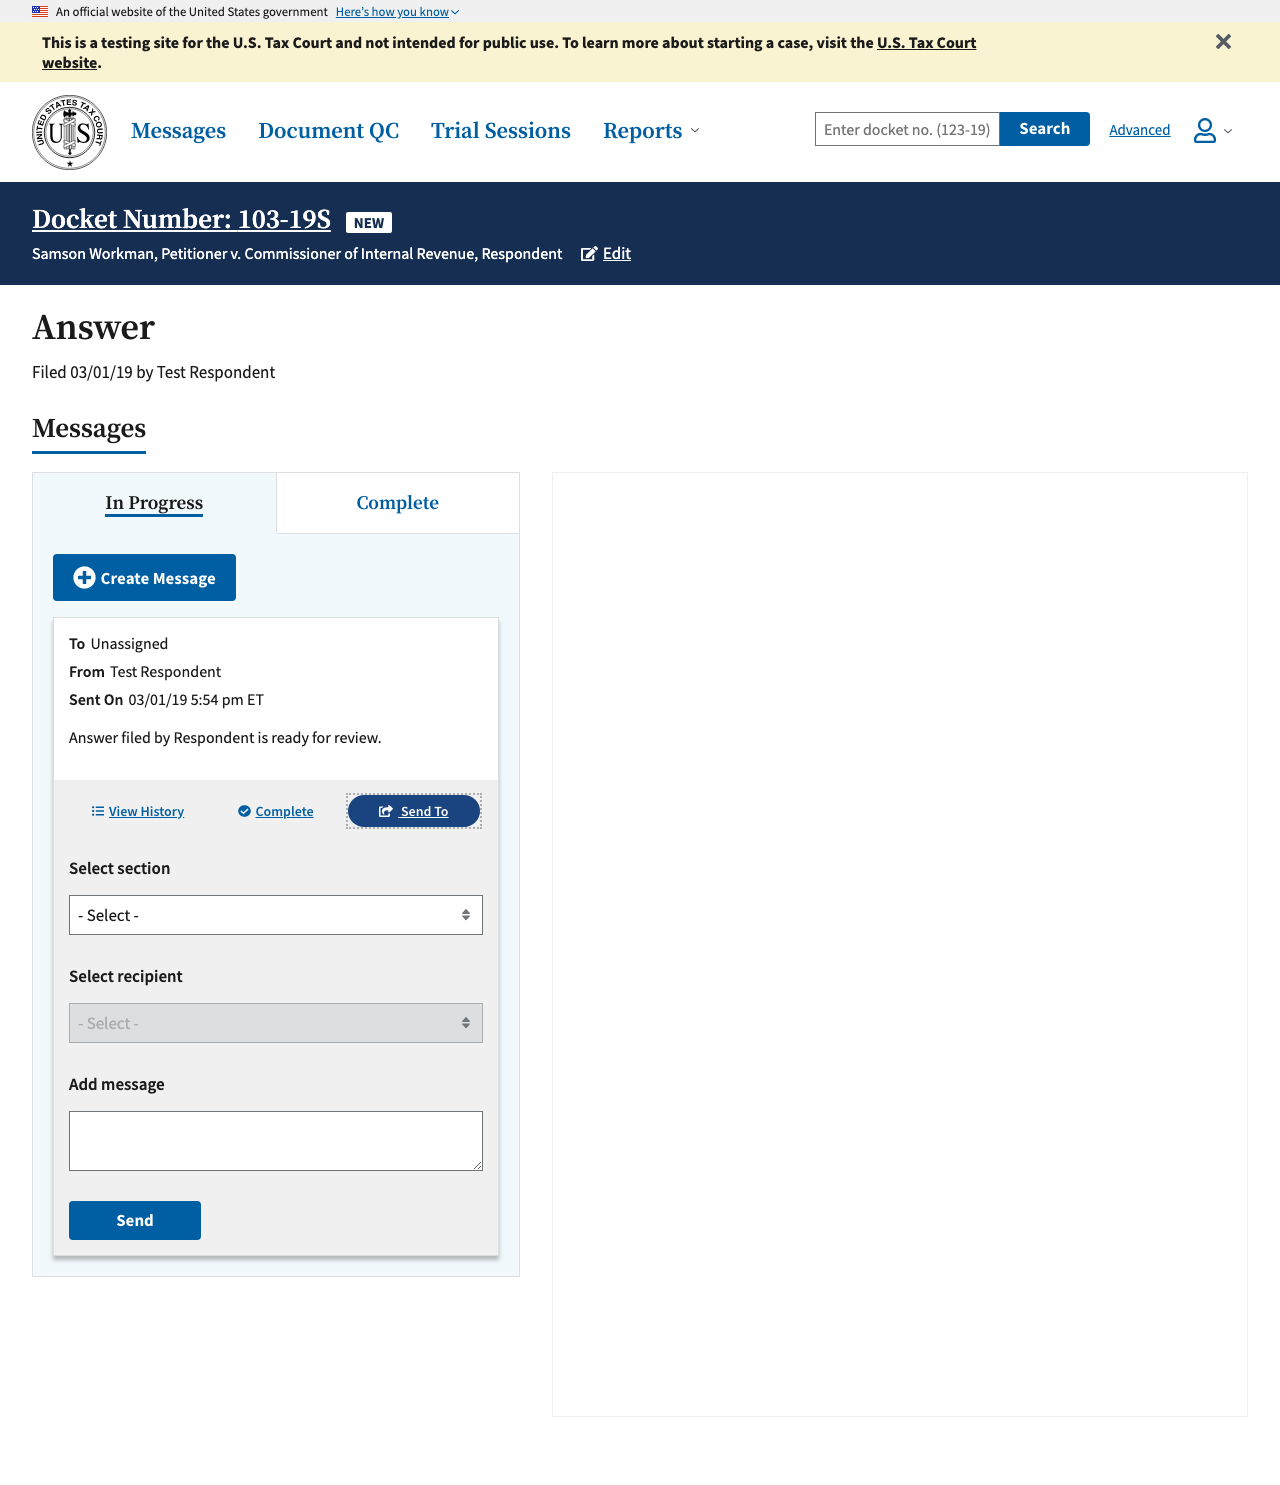 An official website of the United States government Here's how you know
This is a testing site for the U.S. Tax Court and not intended for public use. To learn more about starting a case, visit the U.S. Tax Court
website.
UNITED STATES TAX COURT
US
Messages Document QC Trial Sessions Reports
Enter docket no. (123-19) Search Advanced
Docket Number: 103-19S NEW
Samson Workman, Petitioner v. Commissioner of Internal Revenue, Respondent Edit
Answer
Filed 03/01/19 by Test Respondent
Messages
In Progress Complete
Create Message
To Unassigned
From Test Respondent
Sent On 03/01/19 5:54 pm ET
Answer filed by Respondent is ready for review.
View History Complete Send To
Select section
- Select -
Select recipient
- Select -
Add message
Send